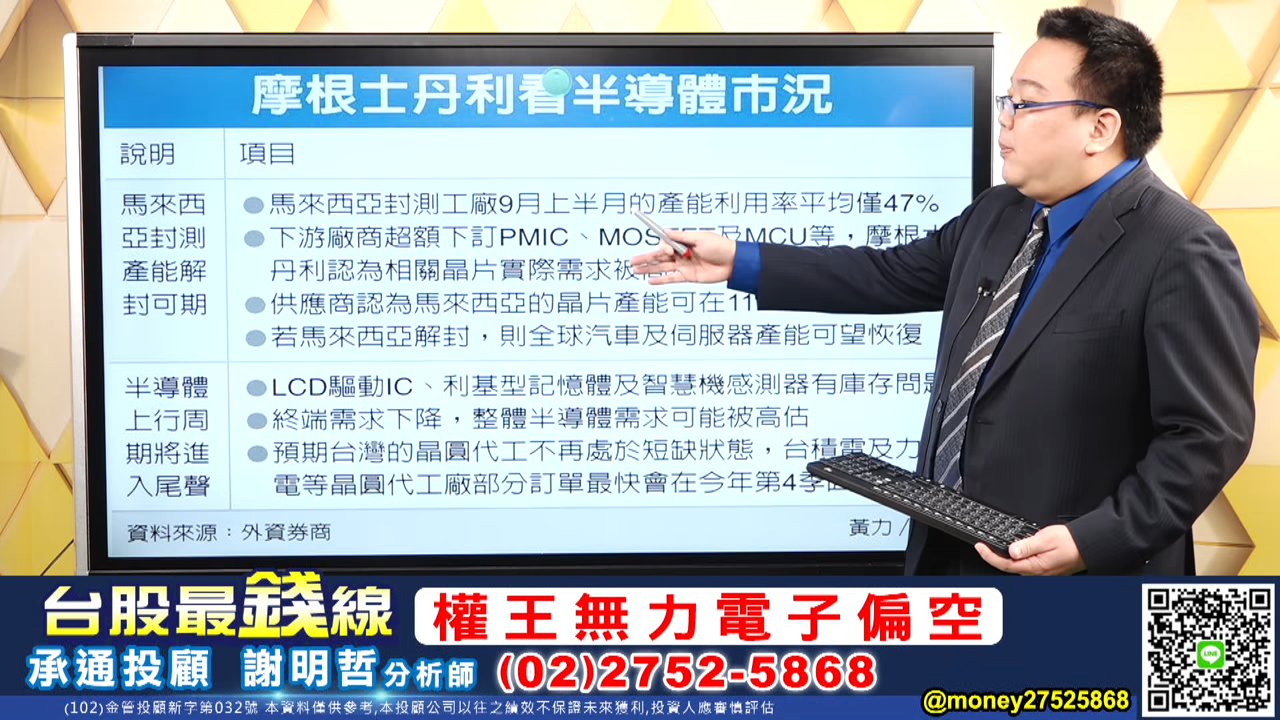 摩根士丹利看半導體市況
說明 項目
馬來西亞封測產能解封可期
●馬來西亞封測工廠9月上半月的產能利用率平均僅47%
●下游廠商超額下訂PMIC、MOSFET及MCU等,摩根
丹利認為相關晶片實際需求被高
●供應商認為馬來西亞的晶片產能可在11
●若馬來西亞解封,則全球汽車及伺服器產能可望恢復
半導體上行周期將進入尾聲
●LCD驅動IC、利基型記憶體及智慧機感測器有庫存問題
●終端需求下降,整體半導體需求可能被高估
●預期台灣的晶圓代工不再處於短缺狀態,台積電及力
電等晶圓代工廠部分訂單最快會在今年第4季
資料來源:外資券商
黃力/
台股最錢線
權王無力電子偏空
承通投顧 謝明哲分析師 (02)2752-5868
LINE
@money27525868
(102)金管投顧新字第032號 本資料僅供參考,本投顧公司以往之績效不保證未來獲利,投資人應審慎評估